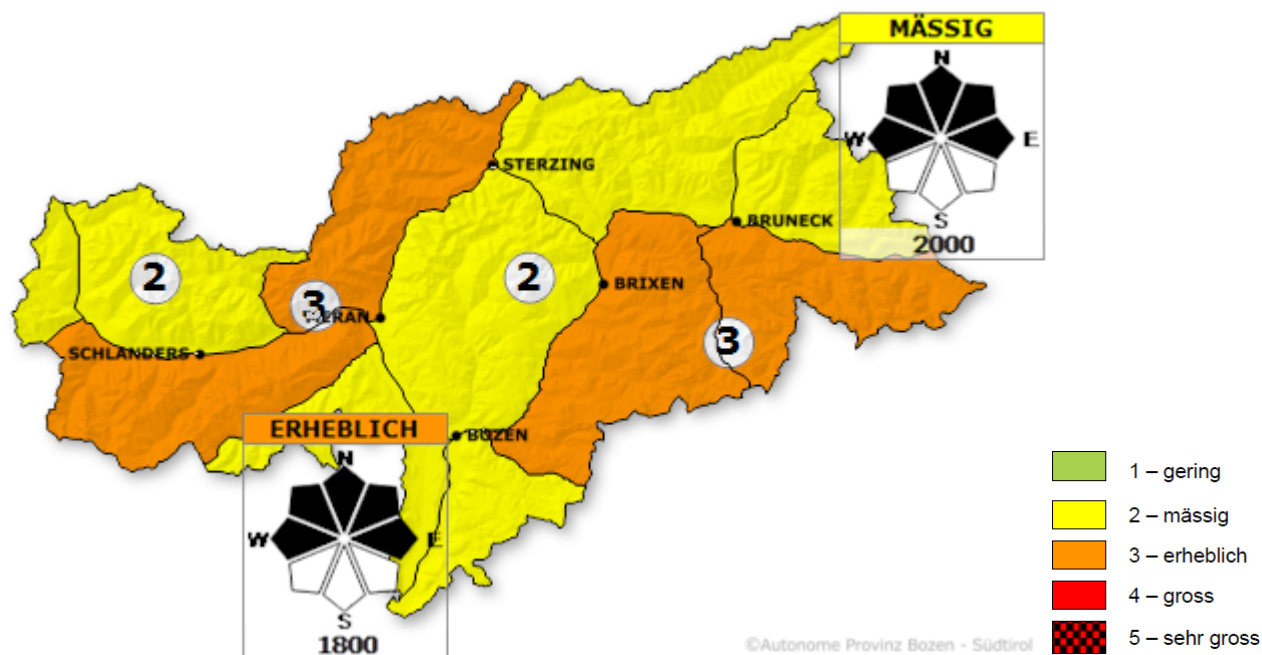 MÄSSIG
N
W
E
S
2000
STERZING
BRUNECK
2
2
BRIXEN
3
MERAN
3
SCHLANDERS
ERHEBLICH
BOZEN
N
W
E
S
1800
1 – gering
2 – mässig
3 – erheblich
4 – gross
5 – sehr gross
©Autonome Provinz Bozen - Südtirol